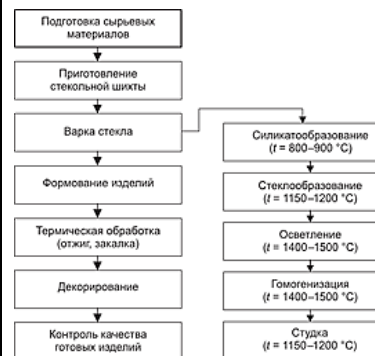 Подготовка сырьевых
материалов
Приготовление
стекольной шихты
Варка стекла
Формование изделий
Термическая обработка
(отжиг, закалка)
Декорирование
Контроль качества
готовых изделий
Силикатообразование
(t = 800–900 °C)
Стеклообразование
(t = 1150–1200 °C)
Осветление
(t = 1400–1500 °C)
Гомогенизация
(t = 1400–1500 °C)
Студка
(t = 1150–1200 °C)